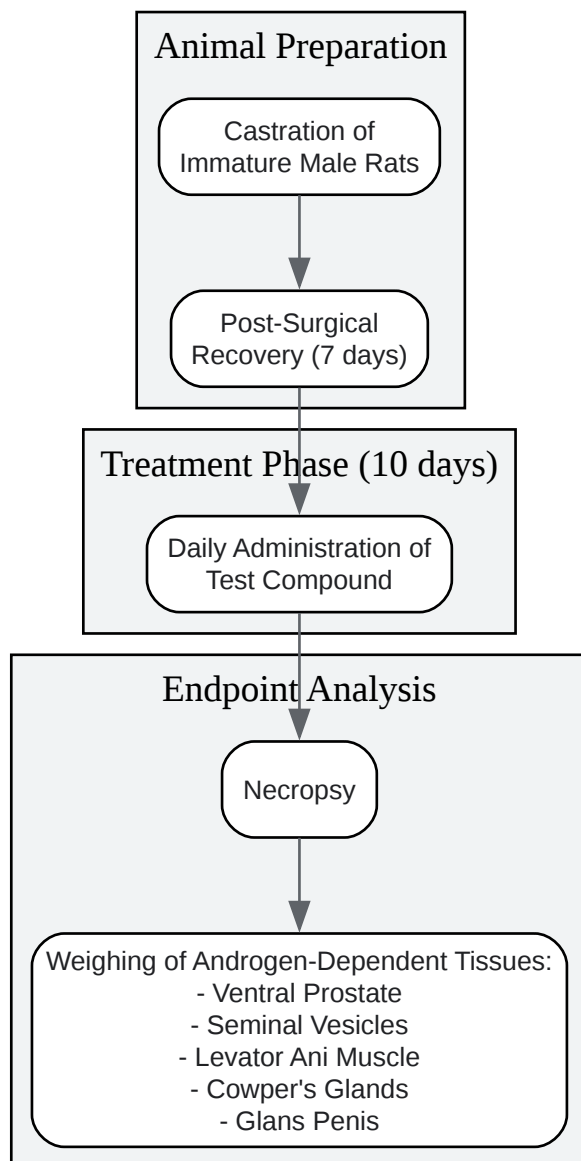 Animal Preparation
Castration of
Immature Male Rats
Post-Surgical
Recovery (7 days)
Treatment Phase (10 days)
Daily Administration of
Test Compound
Endpoint Analysis
Necropsy
Weighing of Androgen-Dependent Tissues:
- Ventral Prostate
- Seminal Vesicles
- Levator Ani Muscle
- Cowper's Glands
- Glans Penis